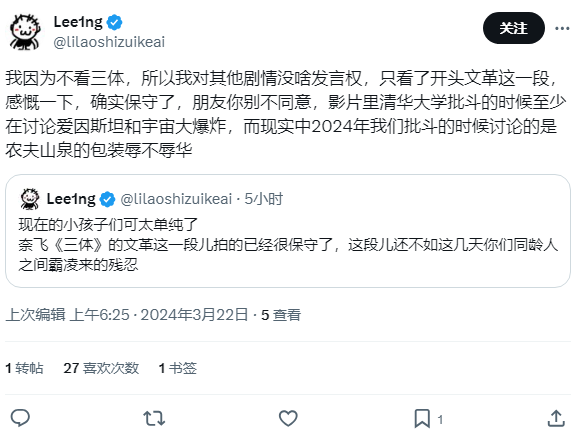 Lee1ng
@lilaoshizuikeai
关注
我因为不看三体，所以我对其他剧情没啥发言权，只看了开头文革这一段，
感慨一下，确实保守了，朋友你别不同意，影片里清华大学批斗的时候至少
在讨论爱因斯坦和宇宙大爆炸，而现实中2024年我们批斗的时候讨论的是
农夫山泉的包装辱不辱华
Lee1ng @lilaoshizuikeai · 5小时
现在的小孩子们可太单纯了
奈飞《三体》的文革这一段儿拍的已经很保守了，这段儿还不如这几天你们同龄人
之间霸凌来的残忍
上次编辑 上午6:25 · 2024年3月22日 · 5 查看
1 转帖 27 喜欢次数 1 书签
1